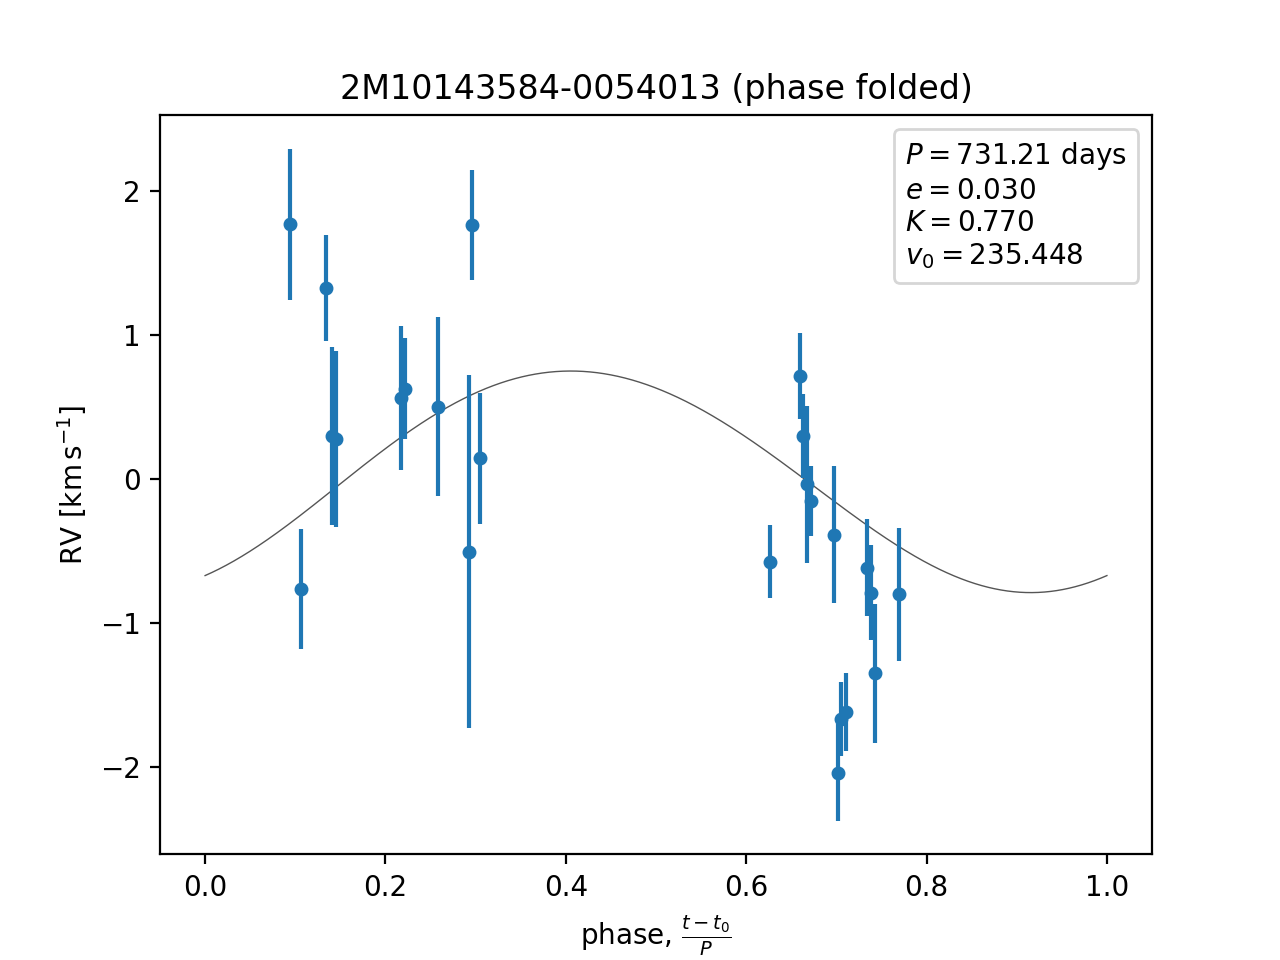 2M10143584-0054013 (phase folded)
P = 731.21 days
e = 0.030
K = 0.770
v₀ = 235.448
2
1
0
−1
−2
RV [km s⁻¹]
0.0 0.2 0.4 0.6 0.8 1.0
phase, (t − t₀)/P